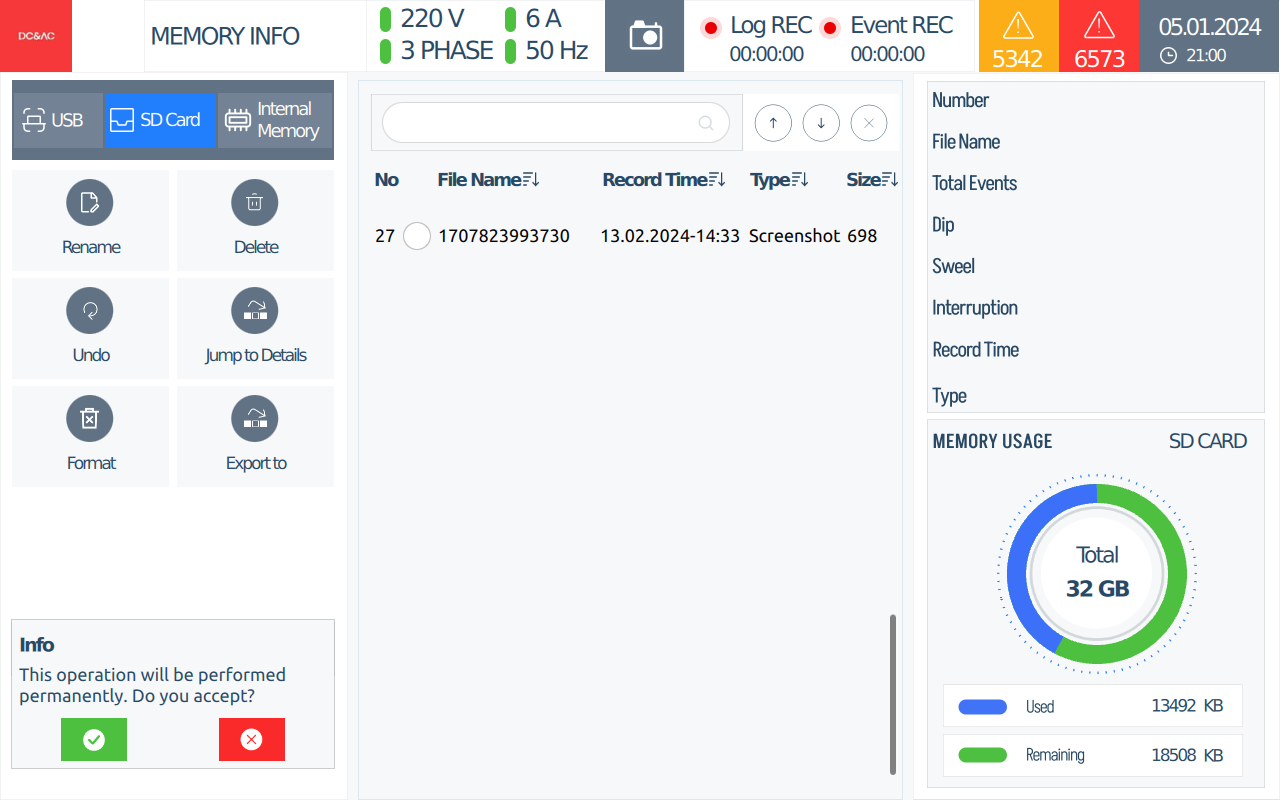 DC&AC
MEMORY INFO
220 V
6 A
3 PHASE
50 Hz
Log REC
00:00:00
Event REC
00:00:00
5342
6573
05.01.2024
21:00
USB
SD Card
Internal
Memory
Rename
Delete
Undo
Jump to Details
Format
Export to
Info
This operation will be performed
permanently. Do you accept?
No File Name Record Time Type Size
27 1707823993730 13.02.2024-14:33 Screenshot 698
Number
File Name
Total Events
Dip
Sweel
Interruption
Record Time
Type
MEMORY USAGE SD CARD
Total
32 GB
Used 13492 KB
Remaining 18508 KB